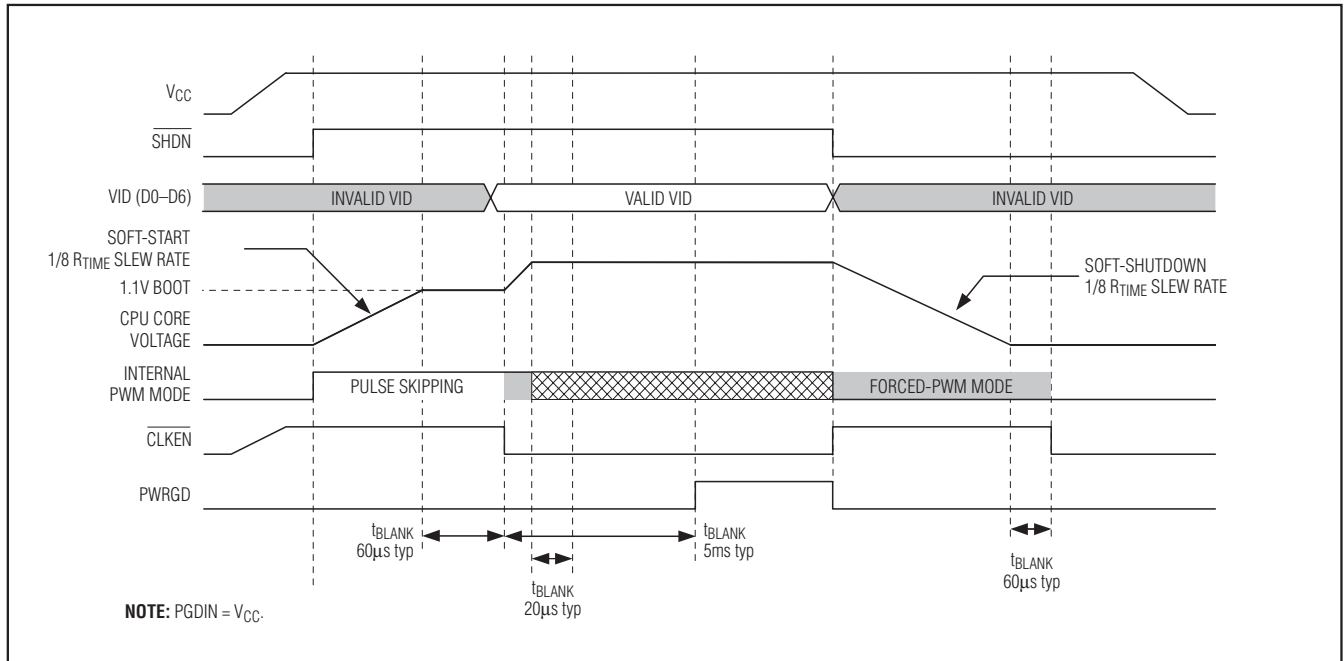 VCC
SHDN
VID (D0–D6)
INVALID VID
VALID VID
INVALID VID
SOFT-START
1/8 RTIME SLEW RATE
1.1V BOOT
CPU CORE
VOLTAGE
SOFT-SHUTDOWN
1/8 RTIME SLEW RATE
INTERNAL
PWM MODE
PULSE SKIPPING
FORCED-PWM MODE
CLKEN
PWRGD
tBLANK
60μs typ
tBLANK
20μs typ
tBLANK
5ms typ
tBLANK
60μs typ
NOTE: PGDIN = VCC.